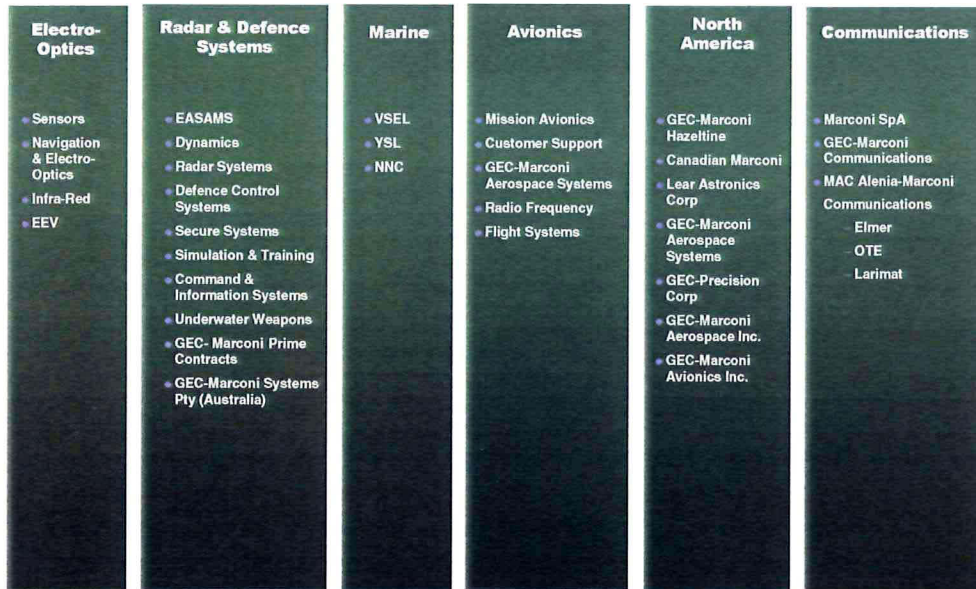 Electro-
Optics
Sensors
Navigation
& Electro-
Optics
Infra-Red
EEV
Radar & Defence
Systems
EASAMS
Dynamics
Radar Systems
Defence Control
Systems
Secure Systems
Simulation & Training
Command &
Information Systems
Underwater Weapons
GEC- Marconi Prime
Contracts
GEC-Marconi Systems
Pty (Australia)
Marine
VSEL
YSL
NNC
Avionics
Mission Avionics
Customer Support
GEC-Marconi
Aerospace Systems
Radio Frequency
Flight Systems
North
America
GEC-Marconi
Hazeltine
Canadian Marconi
Lear Astronics
Corp
GEC-Marconi
Aerospace
Systems
GEC-Precision
Corp
GEC-Marconi
Aerospace Inc.
GEC-Marconi
Avionics Inc.
Communications
Marconi SpA
GEC-Marconi
Communications
MAC Alenia-Marconi
Communications
- Elmer
- OTE
- Larimat